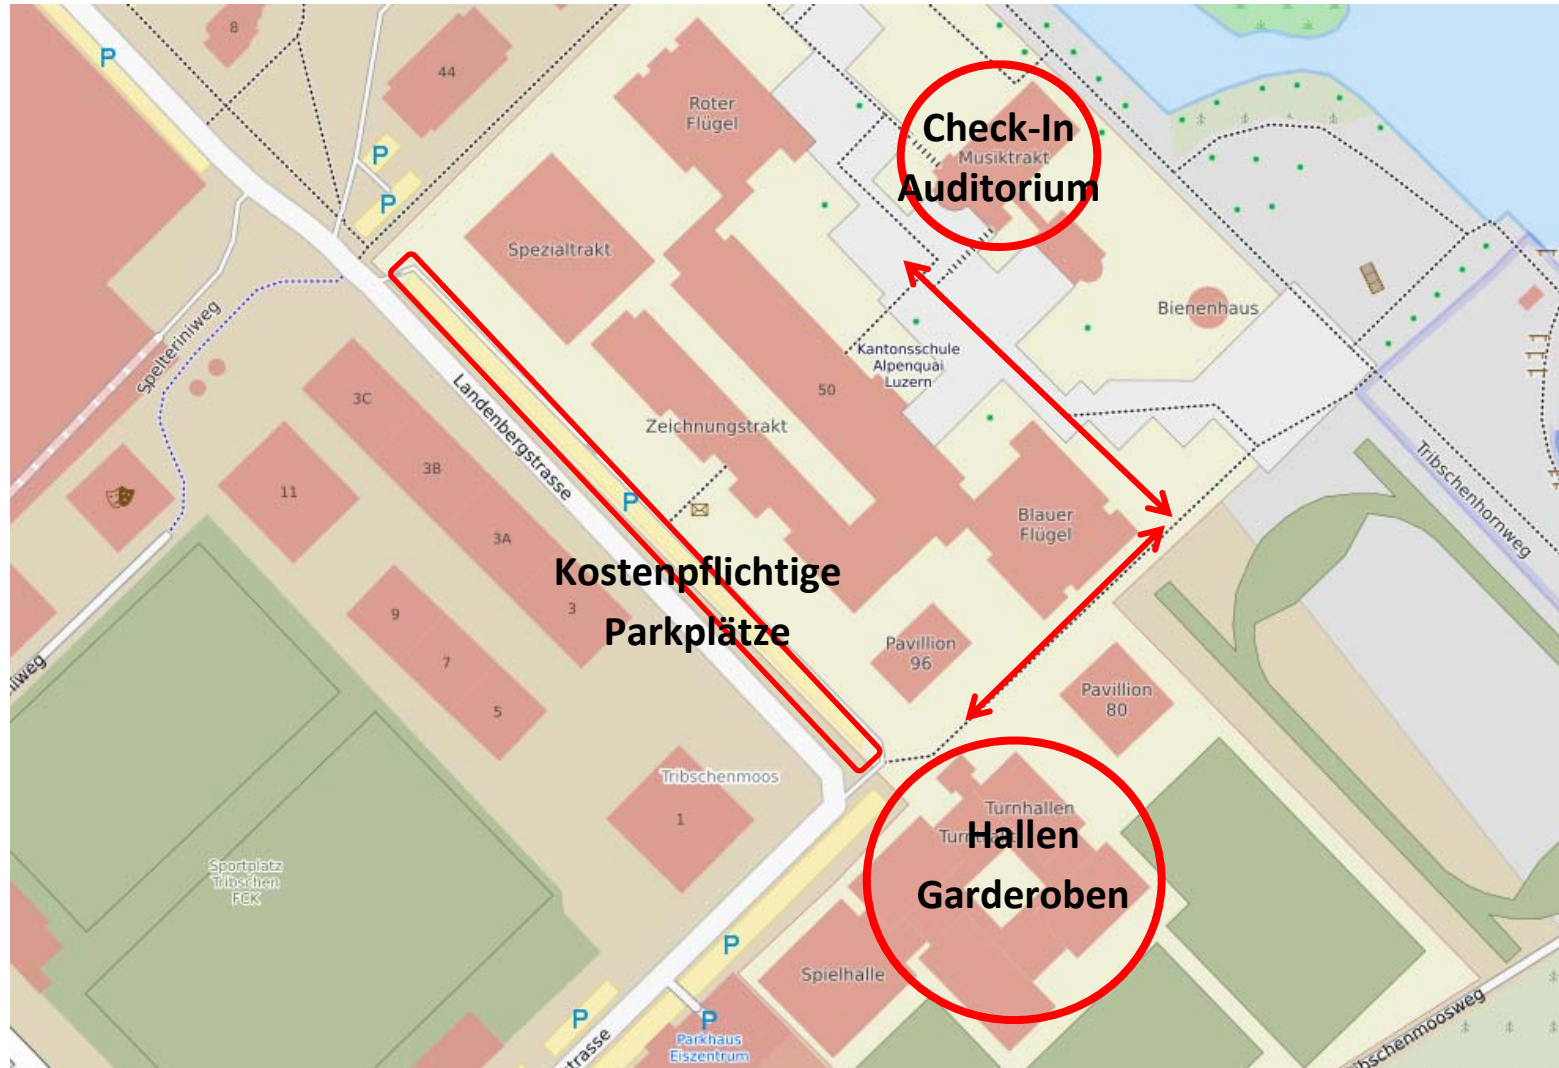 8
P
44
P
P
Roter
Flügel
Check-In
Musiktrakt
Auditorium
Spezialtrakt
Bienenhaus
Spelteriniweg
Kantonsschule
Alpenquai
Luzern
50
3C
Landenbergstrasse
Zeichnungstrakt
3B
11
P
3A
Blauer
Flügel
Tribschenhornweg
Kostenpflichtige
Parkplätze
3
9
7
5
Pavillion
96
Pavillion
80
Tribschenmoos
1
Turnhallen
Hallen
Garderoben
Sportplatz
Tribschen
FCK
P
Spielhalle
P
P
Parkhaus
Eiszentrum